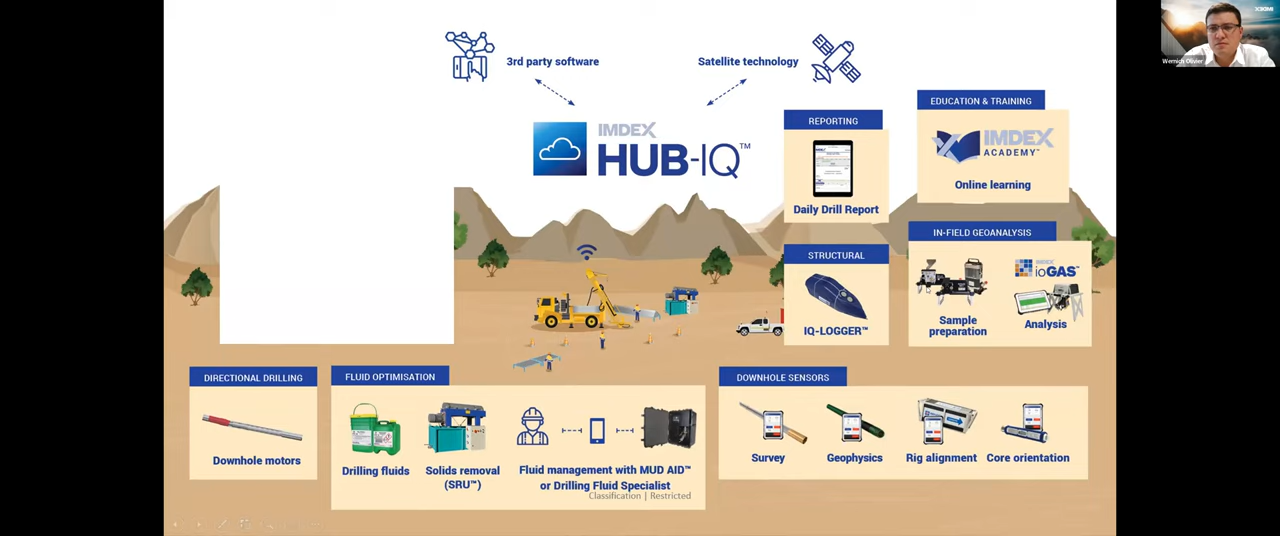 IMDEX
Wernich Olivier
3rd party software
Satellite technology
IMDEX
HUB-IQ™
REPORTING
Daily Drill Report
EDUCATION & TRAINING
IMDEX
ACADEMY™
Online learning
STRUCTURAL
IQ-LOGGER™
IN-FIELD GEOANALYSIS
Sample
preparation
IMDEX
ioGAS™
Analysis
DIRECTIONAL DRILLING
Downhole motors
FLUID OPTIMISATION
Drilling fluids
Solids removal
(SRU™)
Fluid management with MUD AID™
or Drilling Fluid Specialist
Classification | Restricted
DOWNHOLE SENSORS
Survey
Geophysics
Rig alignment
Core orientation